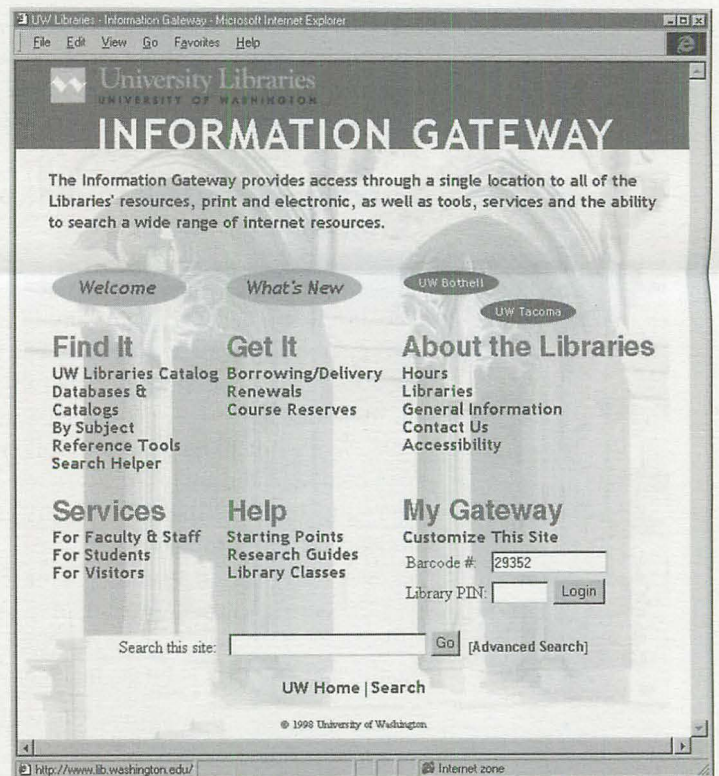 UW Libraries - Information Gateway - Microsoft Internet Explorer
File Edit View Go Favorites Help
University Libraries
UNIVERSITY OF WASHINGTON
INFORMATION GATEWAY
The Information Gateway provides access through a single location to all of the
Libraries' resources, print and electronic, as well as tools, services and the ability
to search a wide range of internet resources.
Welcome
What's New
UW Bothell
UW Tacoma
Find It
UW Libraries Catalog
Databases &
Catalogs
By Subject
Reference Tools
Search Helper
Get It
Borrowing/Delivery
Renewals
Course Reserves
About the Libraries
Hours
Libraries
General Information
Contact Us
Accessibility
Services
For Faculty & Staff
For Students
For Visitors
Help
Starting Points
Research Guides
Library Classes
My Gateway
Customize This Site
Barcode #: 29352
Library PIN: Login
Search this site: Go [Advanced Search]
UW Home | Search
© 1998 University of Washington
http://www.lib.washington.edu/ Internet zone